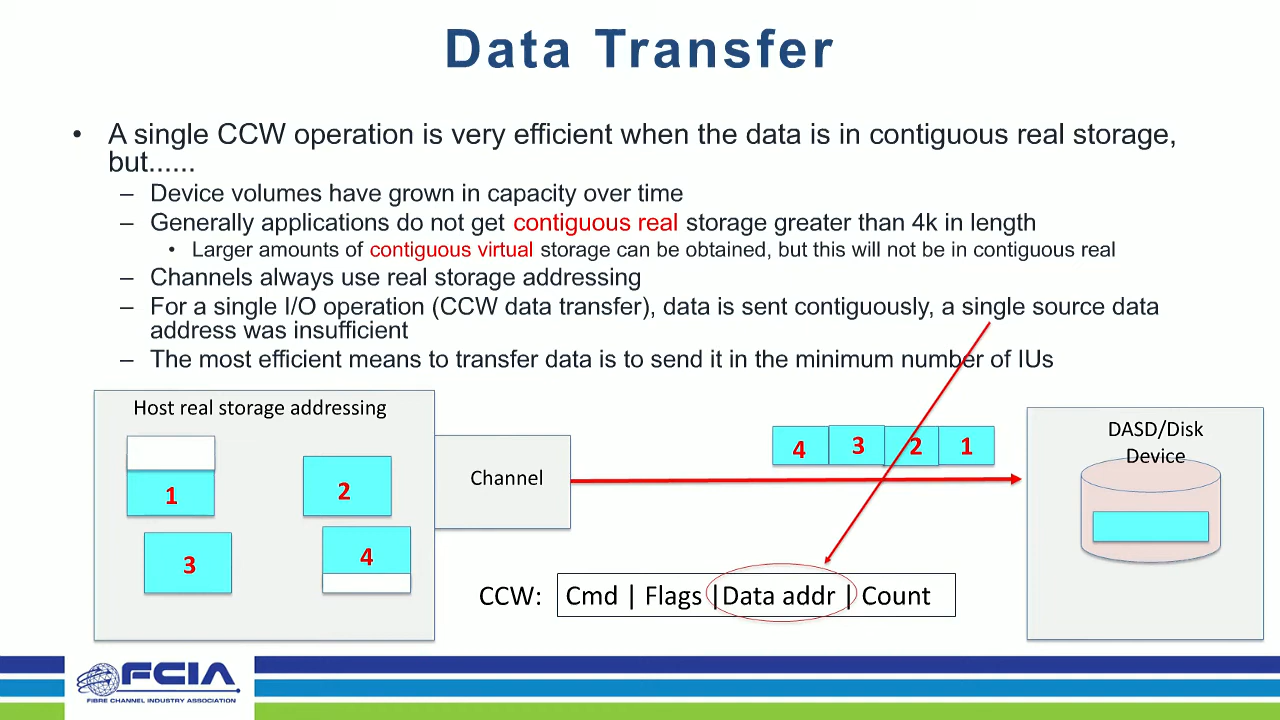 Data Transfer
• A single CCW operation is very efficient when the data is in contiguous real storage,
but......
– Device volumes have grown in capacity over time
– Generally applications do not get contiguous real storage greater than 4k in length
• Larger amounts of contiguous virtual storage can be obtained, but this will not be in contiguous real
– Channels always use real storage addressing
– For a single I/O operation (CCW data transfer), data is sent contiguously, a single source data
address was insufficient
– The most efficient means to transfer data is to send it in the minimum number of IUs
Host real storage addressing
1
2
3
4
Channel
4 3 2 1
DASD/Disk
Device
CCW: Cmd | Flags |Data addr | Count
FCIA
FIBRE CHANNEL INDUSTRY ASSOCIATION